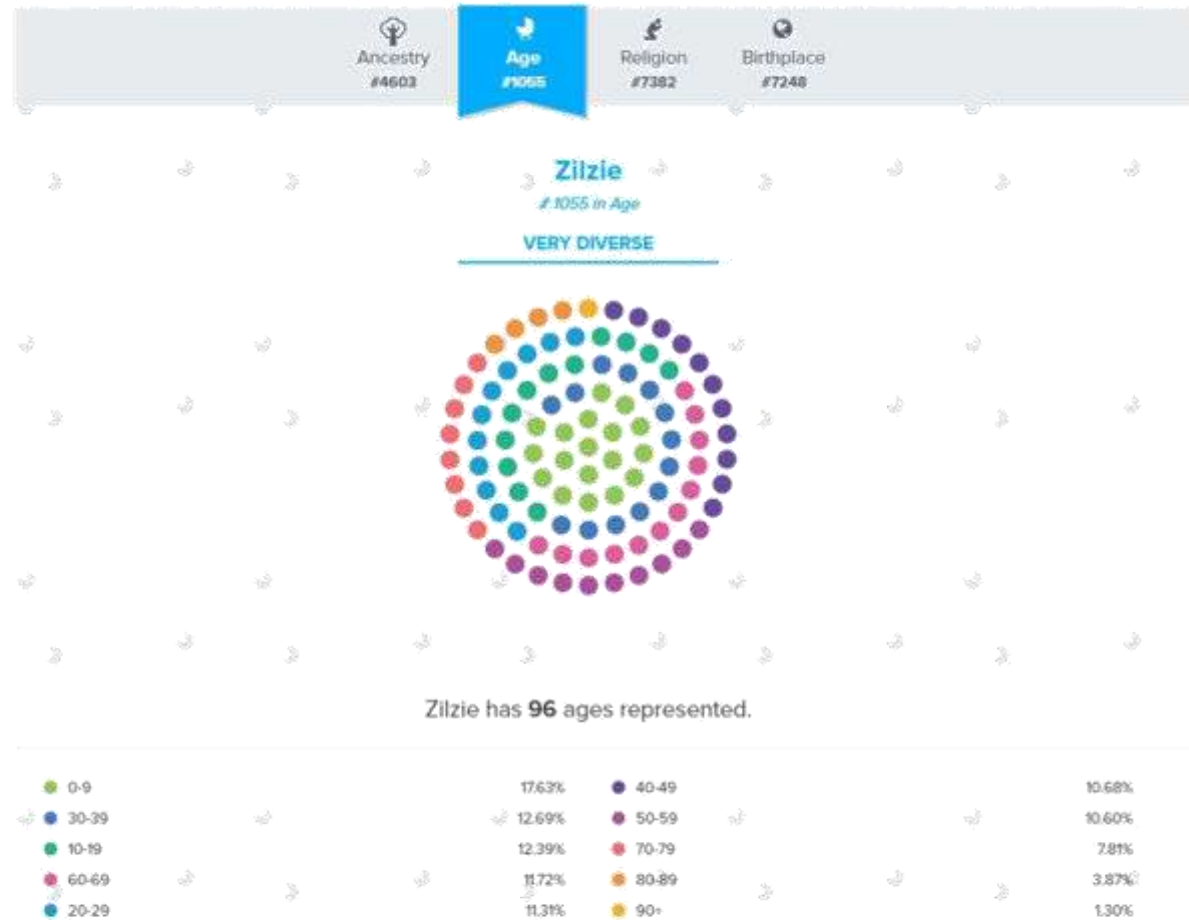 Ancestry Age Religion Birthplace
#4603 #1055 #7382 #7248
Zilzie
# 1055 in Age
VERY DIVERSE
Zilzie has 96 ages represented.
0-9 17.63% 40-49 10.68%
30-39 12.69% 50-59 10.60%
10-19 12.39% 70-79 7.81%
60-69 11.72% 80-89 3.87%
20-29 11.31% 90+ 1.30%